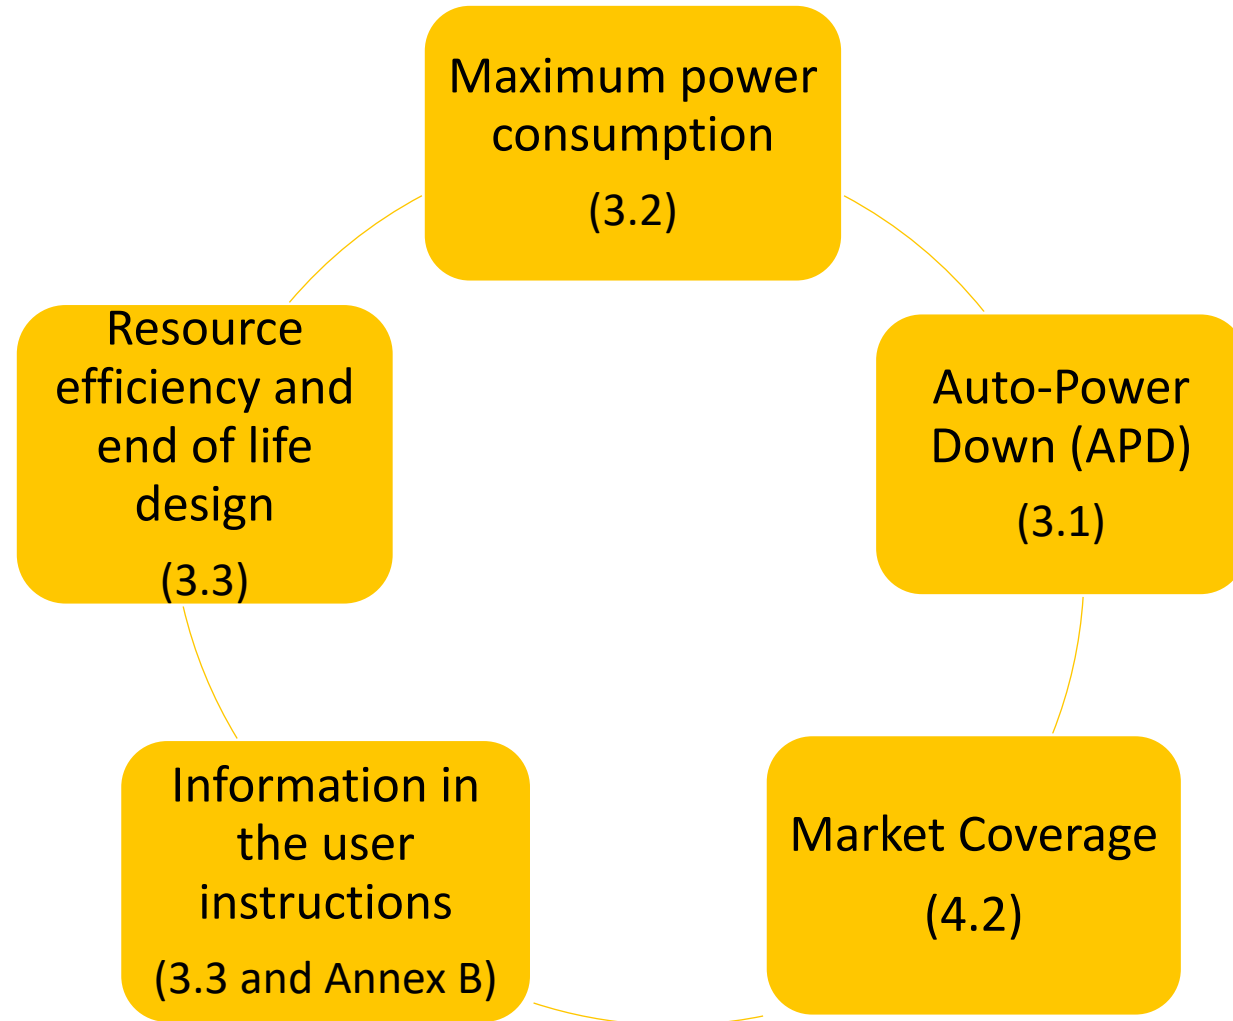 Maximum power
consumption
(3.2)
Auto-Power
Down (APD)
(3.1)
Market Coverage
(4.2)
Information in
the user
instructions
(3.3 and Annex B)
Resource
efficiency and
end of life
design
(3.3)